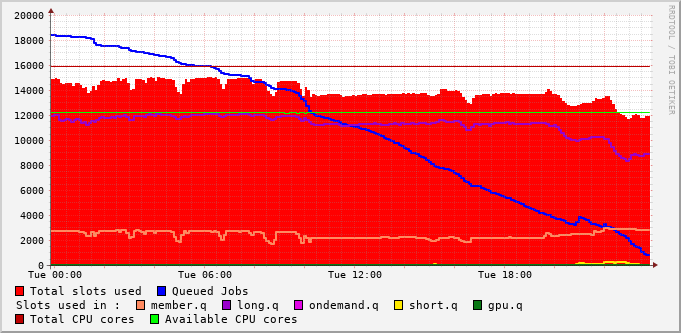 20000
18000
16000
14000
12000
10000
8000
6000
4000
2000
0
Tue 00:00 Tue 06:00 Tue 12:00 Tue 18:00
RRDTOOL / TOBI OETIKER
Total slots used Queued Jobs
Slots used in : member.q long.q ondemand.q short.q gpu.q
Total CPU cores Available CPU cores